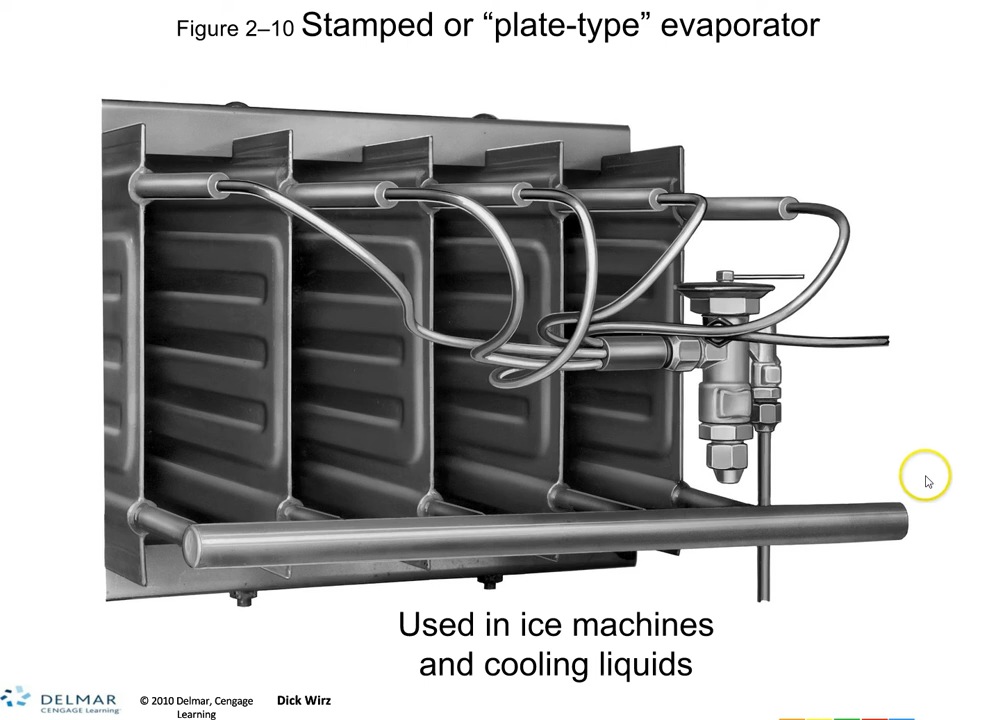 Figure 2–10 Stamped or “plate-type” evaporator
Used in ice machines
and cooling liquids
DELMAR
CENGAGE Learning
© 2010 Delmar, Cengage
Learning
Dick Wirz